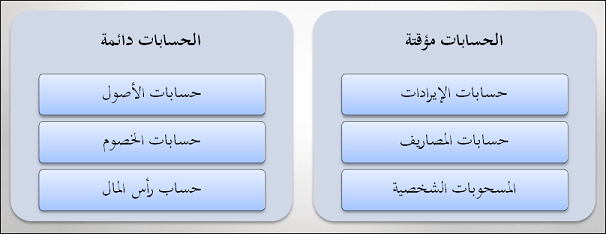 الحسابات مؤقتة
حسابات الإيرادات
حسابات المصاريف
المسحوبات الشخصية
الحسابات دائمة
حسابات الأصول
حسابات الخصوم
حساب رأس المال